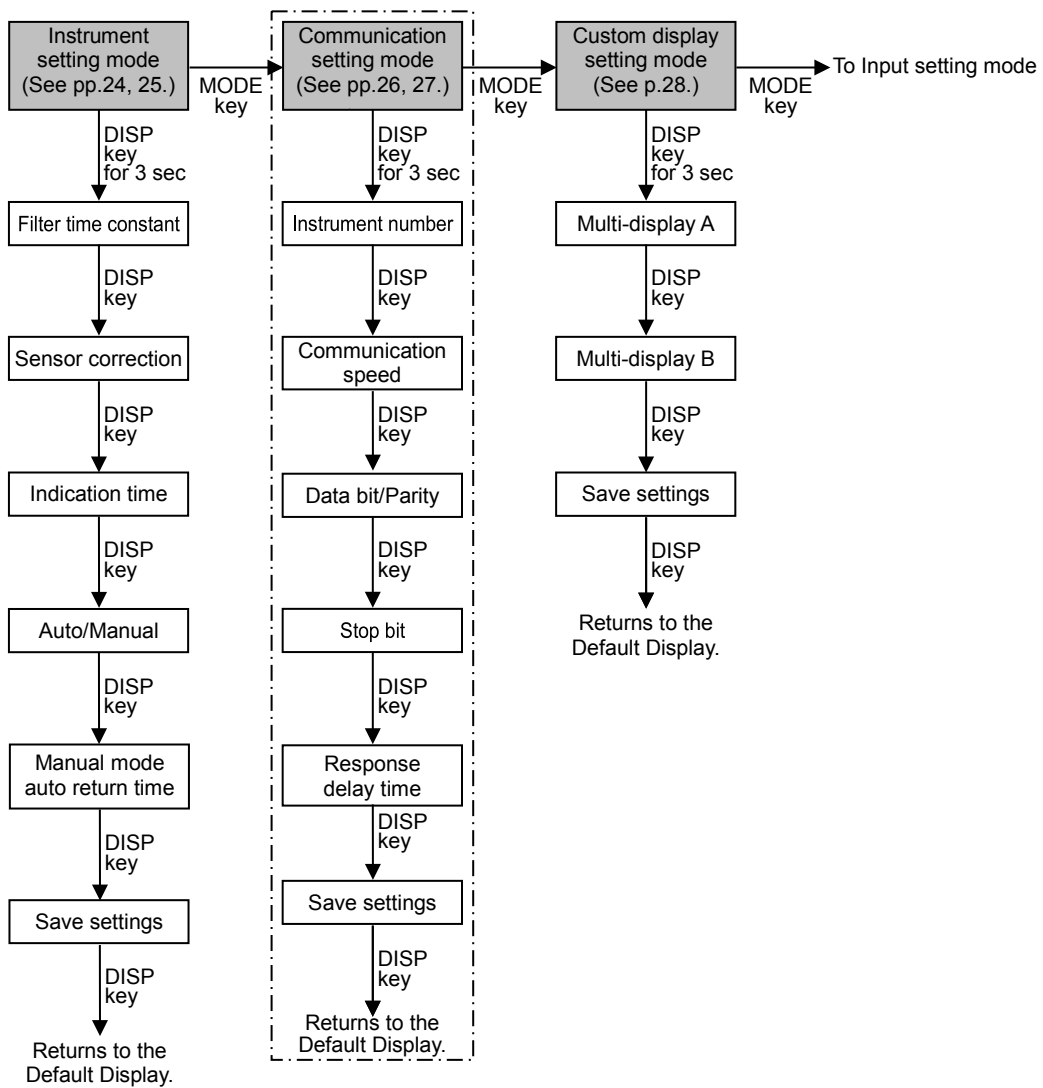 Instrument
setting mode
(See pp.24, 25.)
MODE
key
Communication
setting mode
(See pp.26, 27.)
MODE
key
Custom display
setting mode
(See p.28.)
MODE
key
To Input setting mode
DISP
key
for 3 sec
Filter time constant
DISP
key
Sensor correction
DISP
key
Indication time
DISP
key
Auto/Manual
DISP
key
Manual mode
auto return time
DISP
key
Save settings
DISP
key
Returns to the
Default Display.
DISP
key
for 3 sec
Instrument number
DISP
key
Communication
speed
DISP
key
Data bit/Parity
DISP
key
Stop bit
DISP
key
Response
delay time
DISP
key
Save settings
DISP
key
Returns to the
Default Display.
DISP
key
for 3 sec
Multi-display A
DISP
key
Multi-display B
DISP
key
Save settings
DISP
key
Returns to the
Default Display.